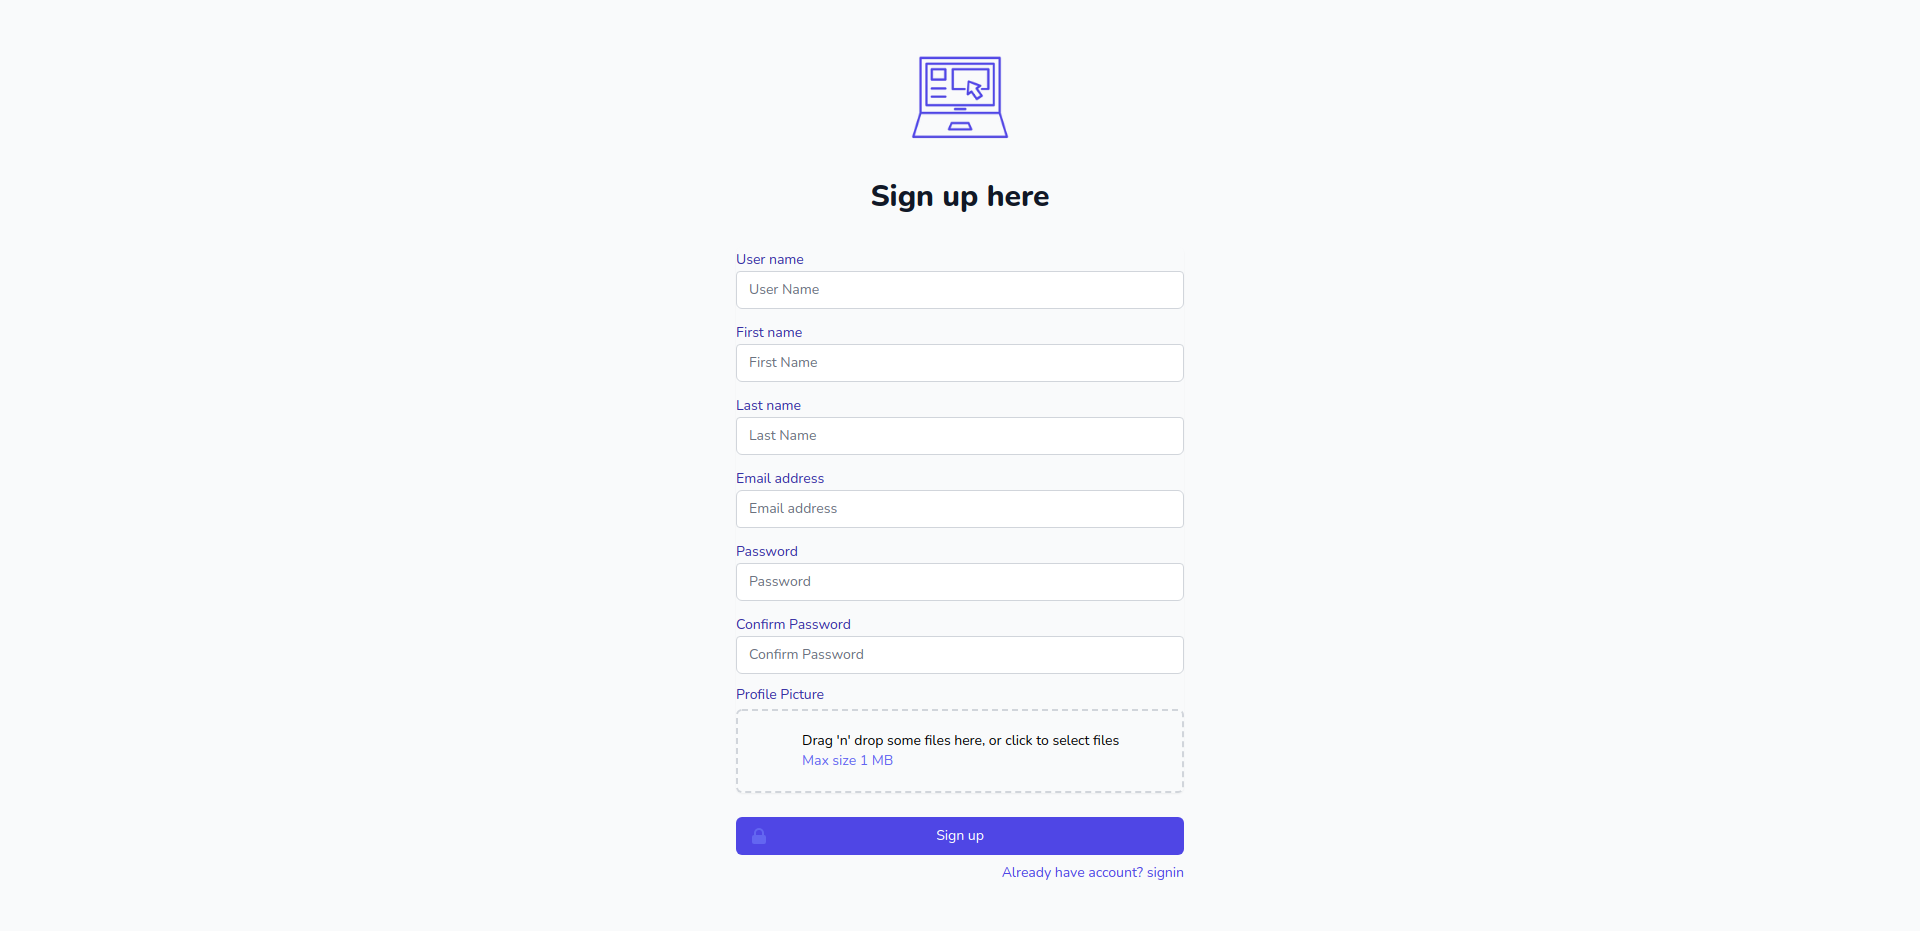 Sign up here
User name
User Name
First name
First Name
Last name
Last Name
Email address
Email address
Password
Password
Confirm Password
Confirm Password
Profile Picture
Drag 'n' drop some files here, or click to select files
Max size 1 MB
Sign up
Already have account? signin